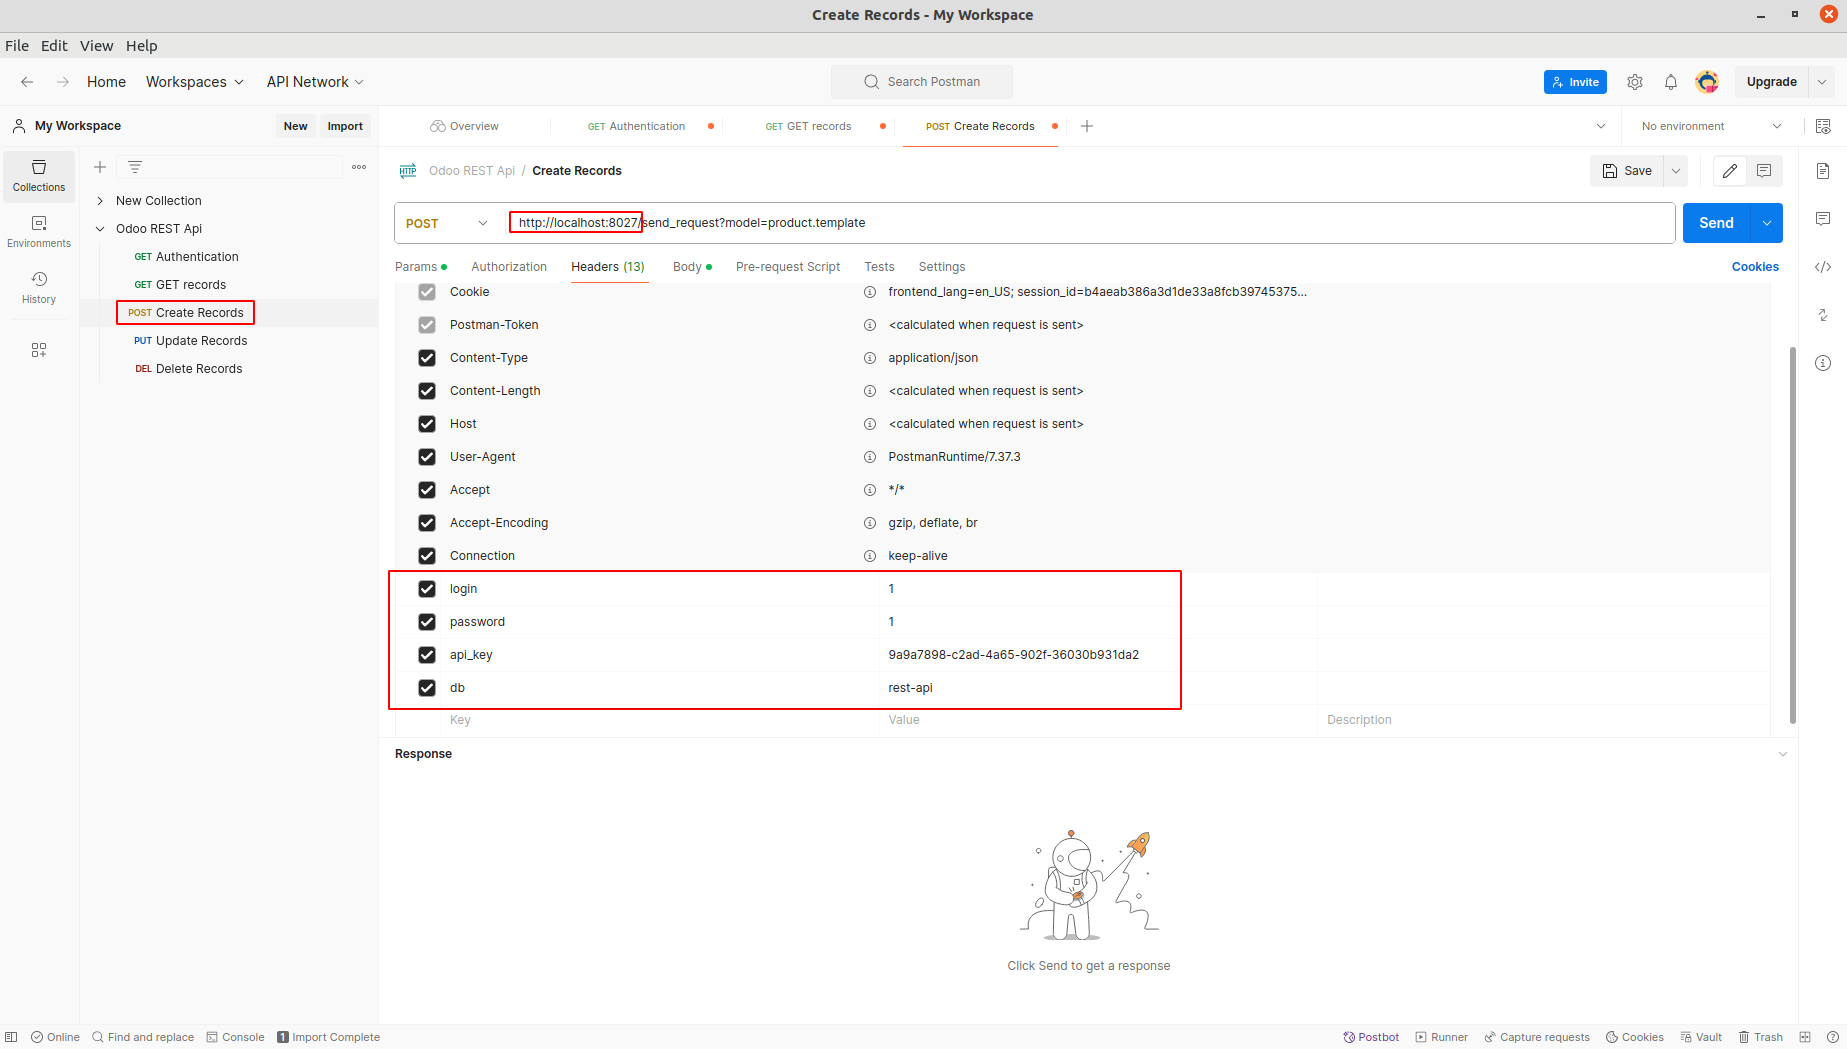 Create Records - My Workspace
File Edit View Help
Home Workspaces API Network Search Postman Invite Upgrade
My Workspace New Import Overview GET Authentication GET GET records POST Create Records No environment
Collections
Environments
History
New Collection
Odoo REST Api
GET Authentication
GET GET records
POST Create Records
PUT Update Records
DEL Delete Records
HTTP Odoo REST Api / Create Records Save
POST http://localhost:8027/send_request?model=product.template Send
Params Authorization Headers (13) Body Pre-request Script Tests Settings Cookies
Cookie frontend_lang=en_US; session_id=b4aeab386a3d1de33a8fcb39745375...
Postman-Token <calculated when request is sent>
Content-Type application/json
Content-Length <calculated when request is sent>
Host <calculated when request is sent>
User-Agent PostmanRuntime/7.37.3
Accept */*
Accept-Encoding gzip, deflate, br
Connection keep-alive
login 1
password 1
api_key 9a9a7898-c2ad-4a65-902f-36030b931da2
db rest-api
Key Value Description
Response
Click Send to get a response
Online Find and replace Console 1 Import Complete Postbot Runner Capture requests Cookies Vault Trash